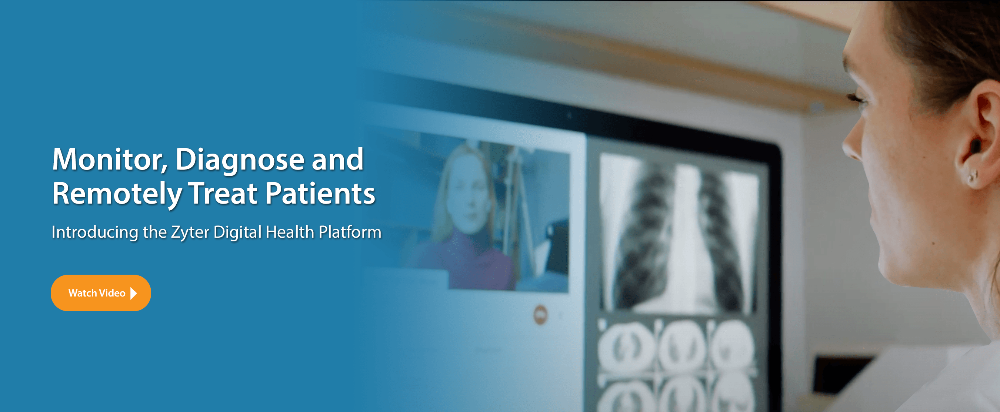 Monitor, Diagnose and
Remotely Treat Patients
Introducing the Zyter Digital Health Platform
Watch Video